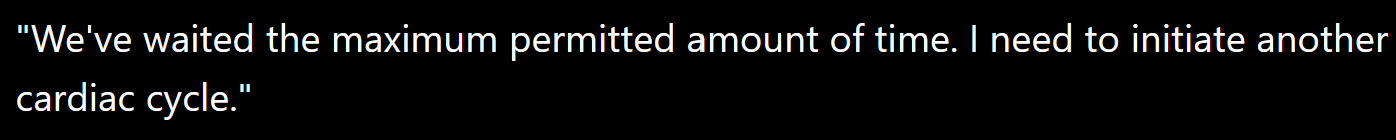 "We've waited the maximum permitted amount of time. I need to initiate another
cardiac cycle."